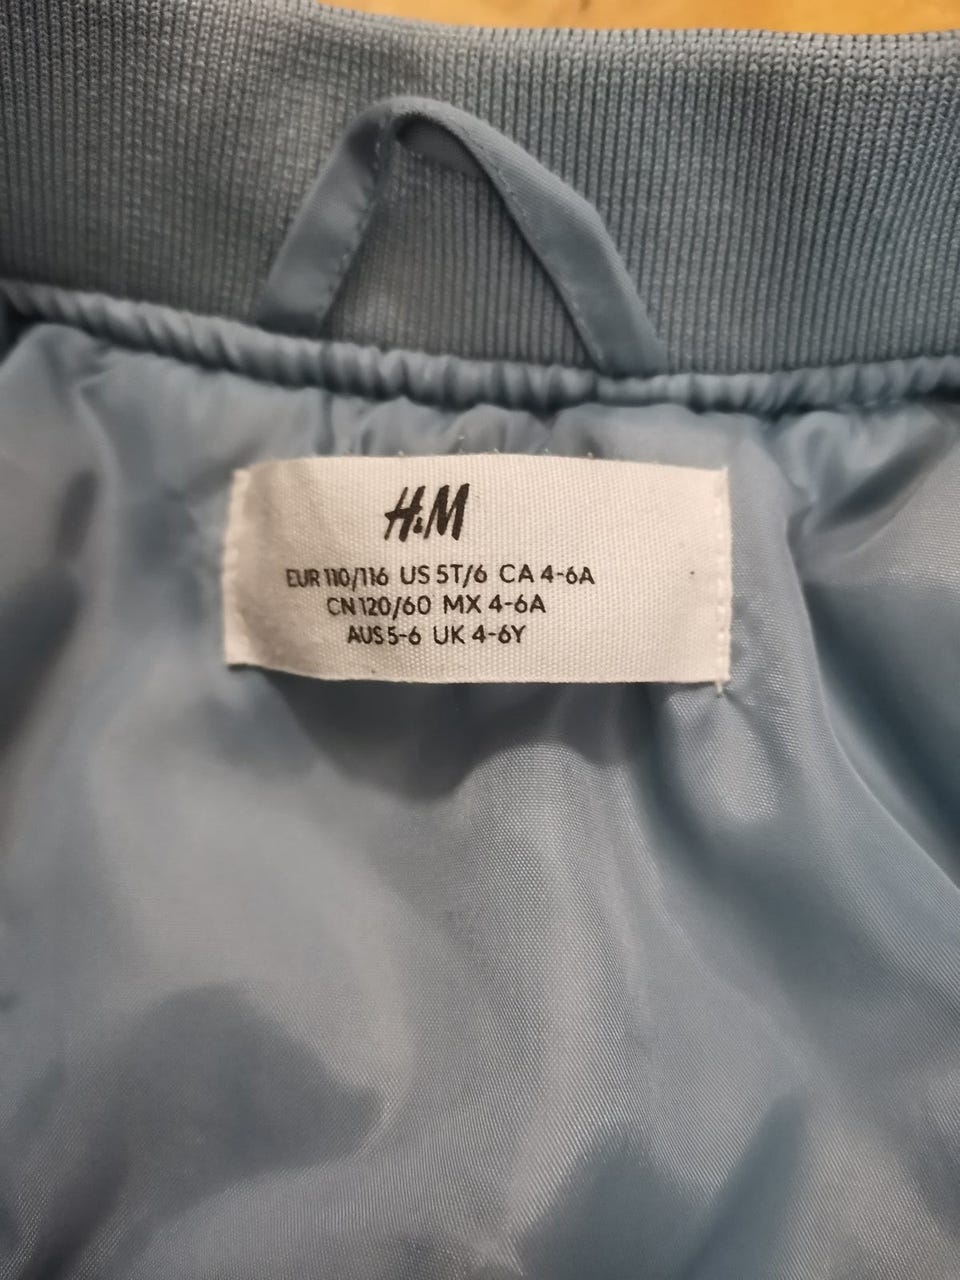 H&M
EUR 110/116 US 5T/6 CA 4-6A
CN 120/60 MX 4-6A
AUS 5-6 UK 4-6Y